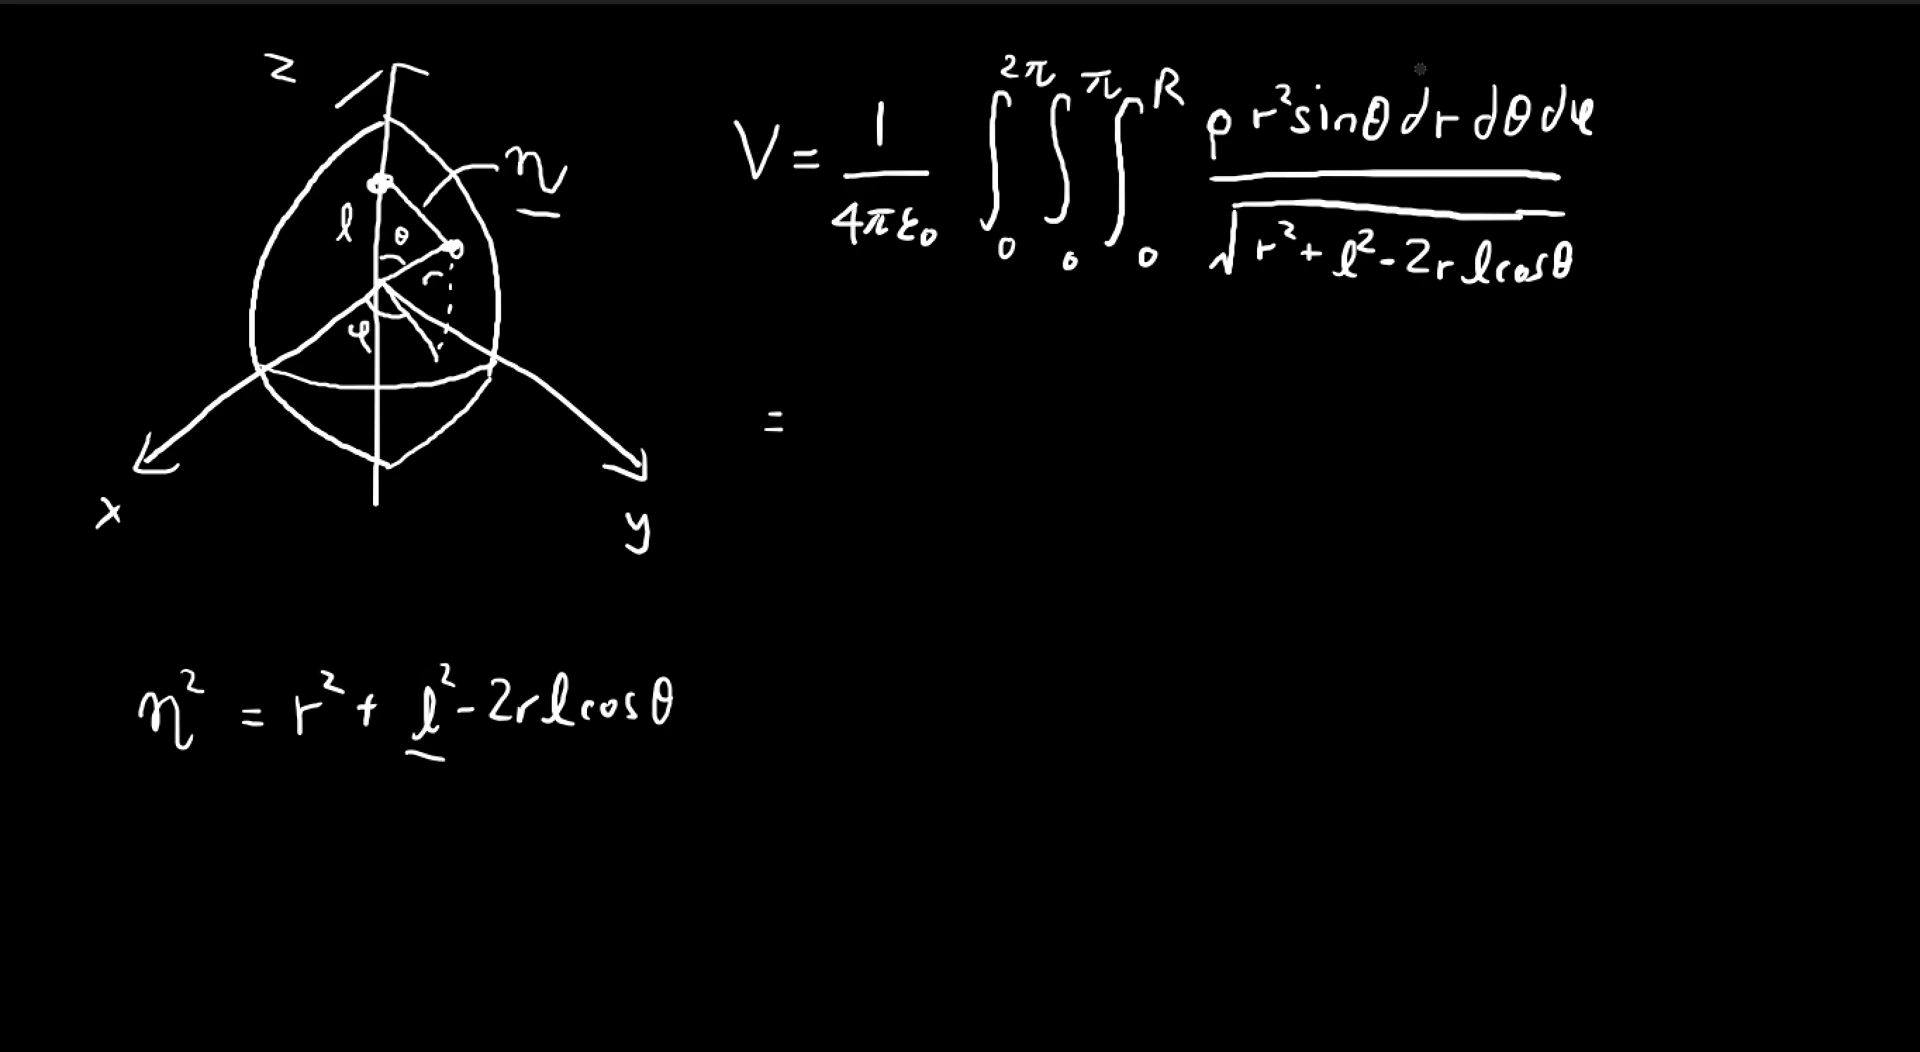 z
η
l
θ
r
φ
x
y
V = 1/4πε₀ ∫₀^2π ∫₀^π ∫₀^R ρ r² sinθ dr dθ dφ / √(r² + l² - 2rl cosθ)
=
η² = r² + l² - 2rl cosθ